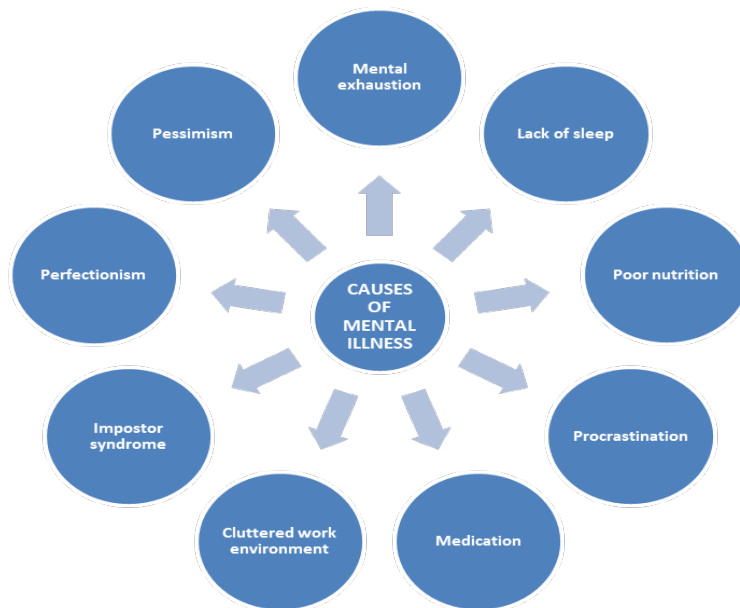 Mental
exhaustion
Lack of sleep
Poor nutrition
Procrastination
Medication
Cluttered work
environment
Impostor
syndrome
Perfectionism
Pessimism
CAUSES
OF
MENTAL
ILLNESS